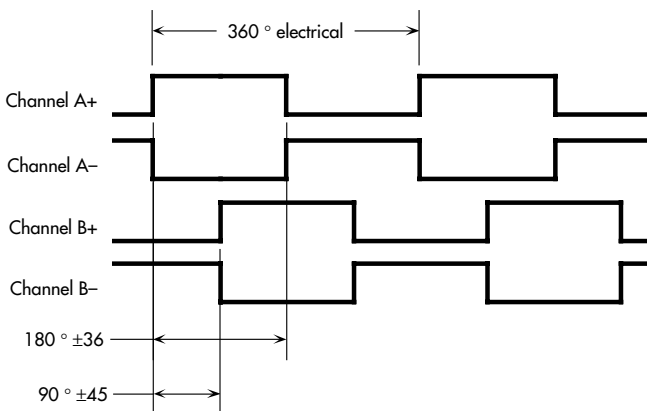 360 ° electrical
Channel A+
Channel A–
Channel B+
Channel B–
180 ° ±36
90 ° ±45